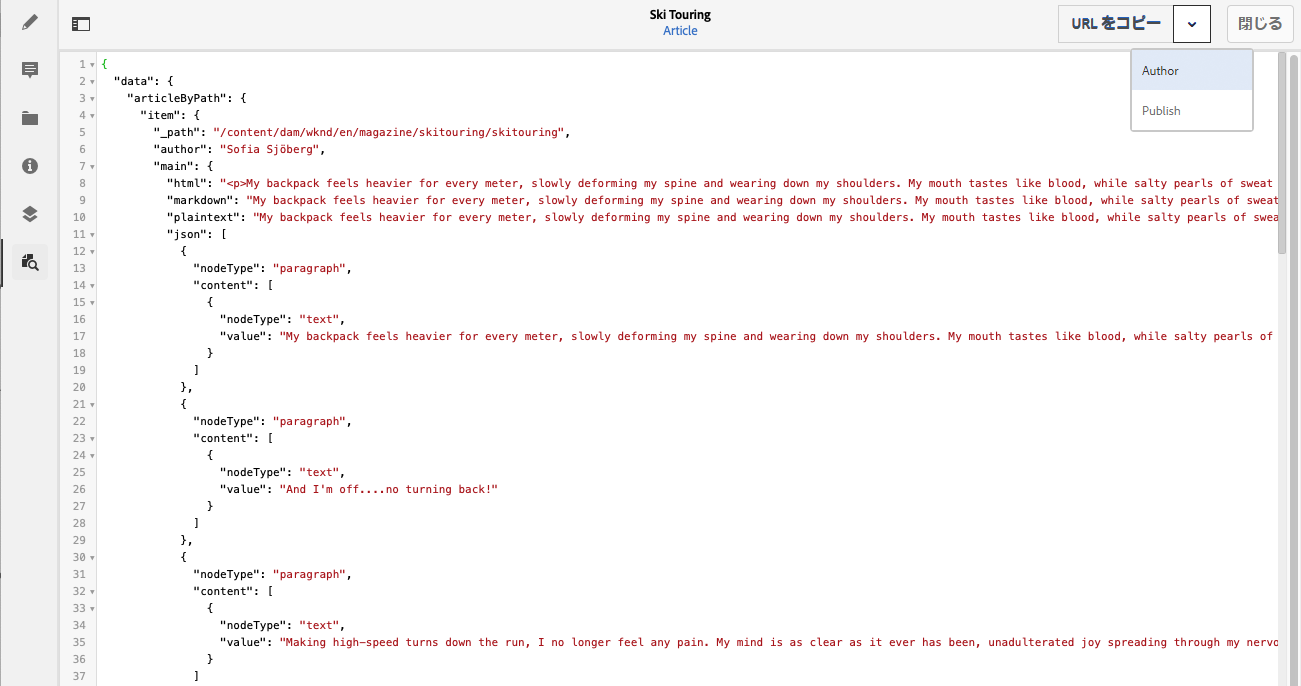 Ski Touring
Article
URL をコピー
閉じる
Author
Publish
1 {
2 "data": {
3 "articleByPath": {
4 "item": {
5 "_path": "/content/dam/wknd/en/magazine/skitouring/skitouring",
6 "author": "Sofia Sjöberg",
7 "main": {
8 "html": "<p>My backpack feels heavier for every meter, slowly deforming my spine and wearing down my shoulders. My mouth tastes like blood, while salty pearls of sweat
9 "markdown": "My backpack feels heavier for every meter, slowly deforming my spine and wearing down my shoulders. My mouth tastes like blood, while salty pearls of sweat
10 "plaintext": "My backpack feels heavier for every meter, slowly deforming my spine and wearing down my shoulders. My mouth tastes like blood, while salty pearls of swea
11 "json": [
12 {
13 "nodeType": "paragraph",
14 "content": [
15 {
16 "nodeType": "text",
17 "value": "My backpack feels heavier for every meter, slowly deforming my spine and wearing down my shoulders. My mouth tastes like blood, while salty pearls of
18 }
19 ]
20 },
21 {
22 "nodeType": "paragraph",
23 "content": [
24 {
25 "nodeType": "text",
26 "value": "And I'm off....no turning back!"
27 }
28 ]
29 },
30 {
31 "nodeType": "paragraph",
32 "content": [
33 {
34 "nodeType": "text",
35 "value": "Making high-speed turns down the run, I no longer feel any pain. My mind is as clear as it ever has been, unadulterated joy spreading through my nervo
36 }
37 ]